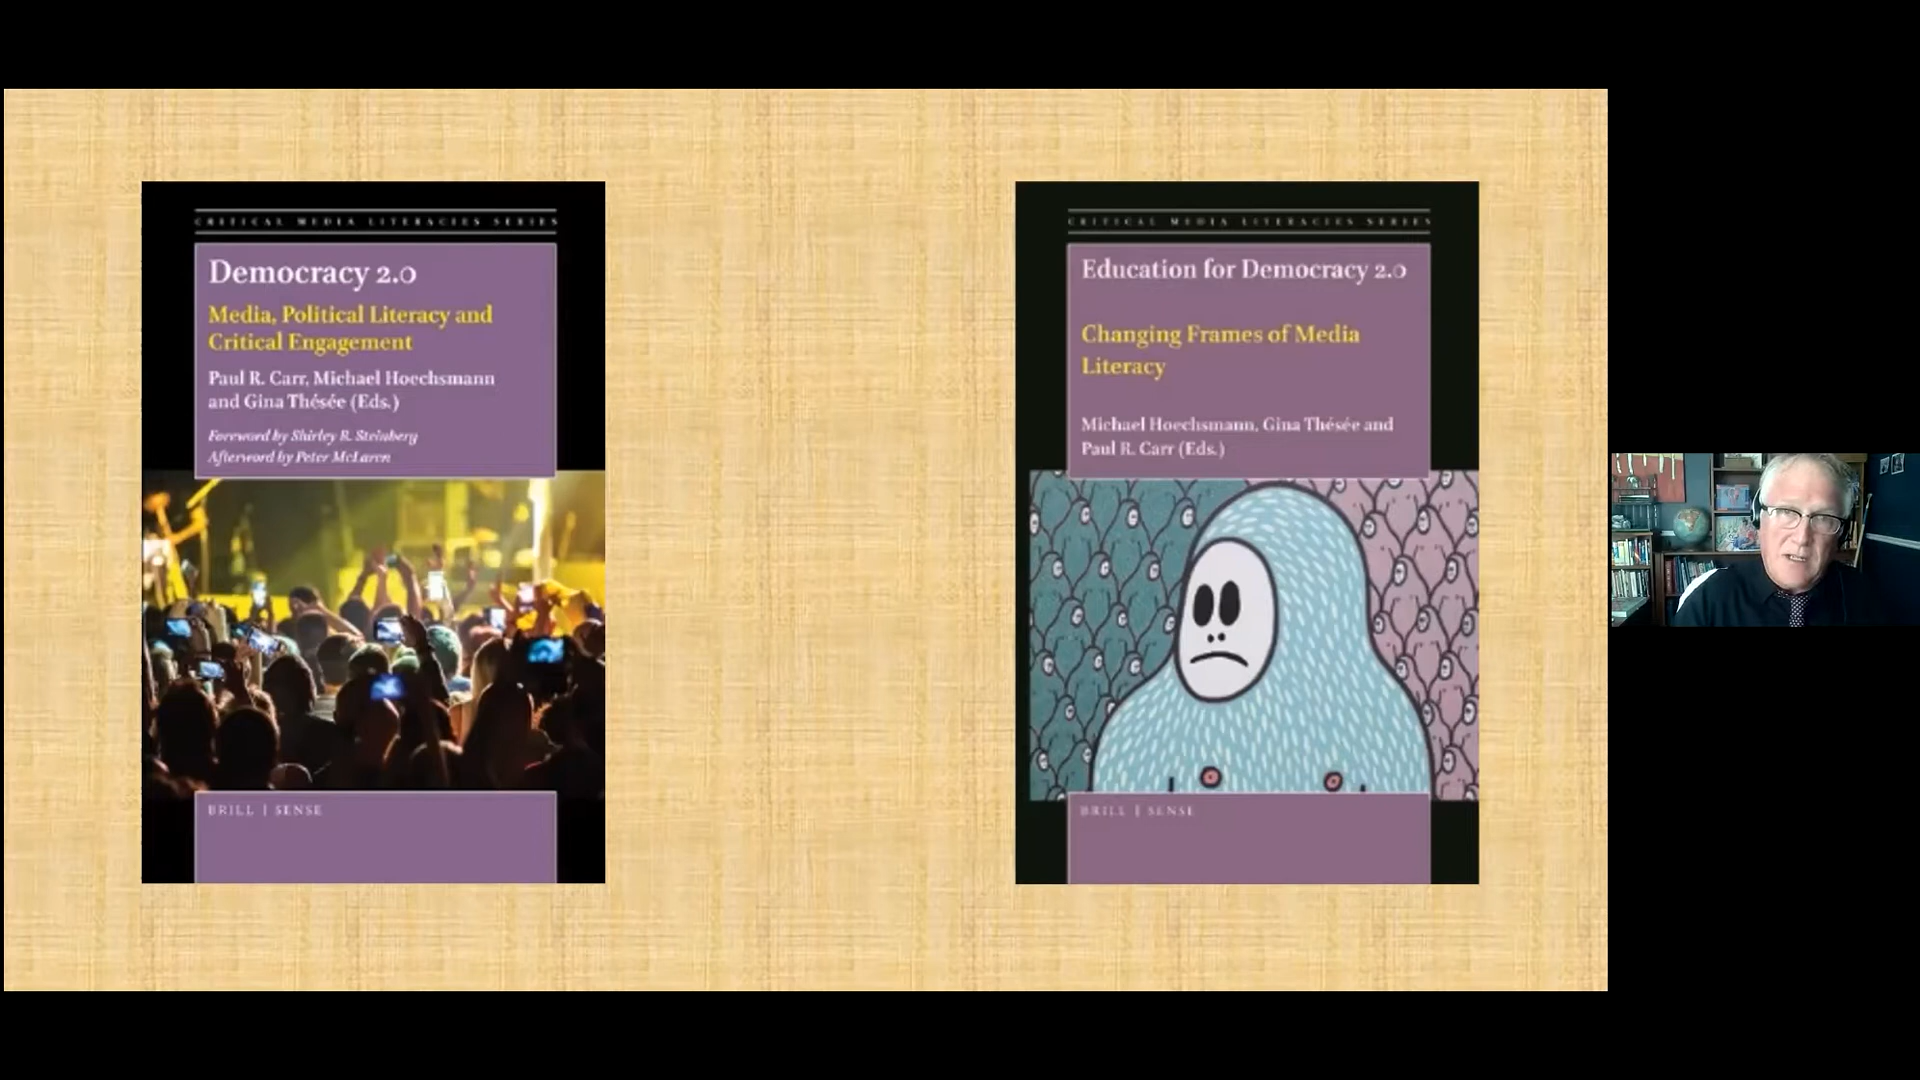 CRITICAL MEDIA LITERACIES SERIES
Democracy 2.0
Media, Political Literacy and
Critical Engagement
Paul R. Carr, Michael Hoechsmann
and Gina Thésée (Eds.)
Foreword by Shirley R. Steinberg
Afterword by Peter McLaren
BRILL | SENSE
CRITICAL MEDIA LITERACIES SERIES
Education for Democracy 2.0
Changing Frames of Media
Literacy
Michael Hoechsmann, Gina Thésée and
Paul R. Carr (Eds.)
BRILL | SENSE